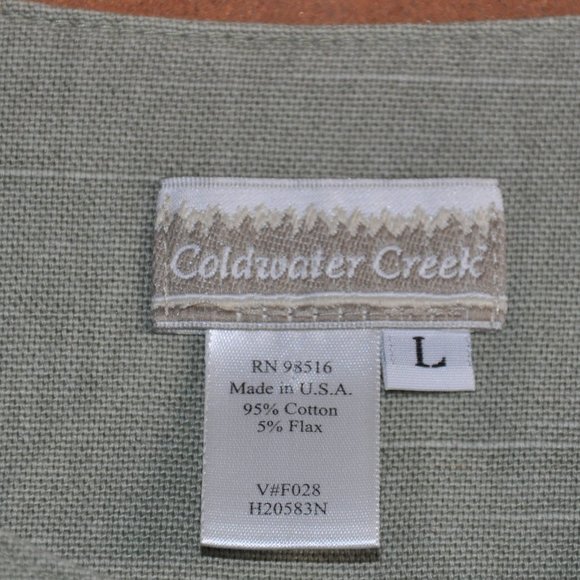 Coldwater Creek
L
RN 98516
Made in U.S.A.
95% Cotton
5% Flax
V#F028
H20583N